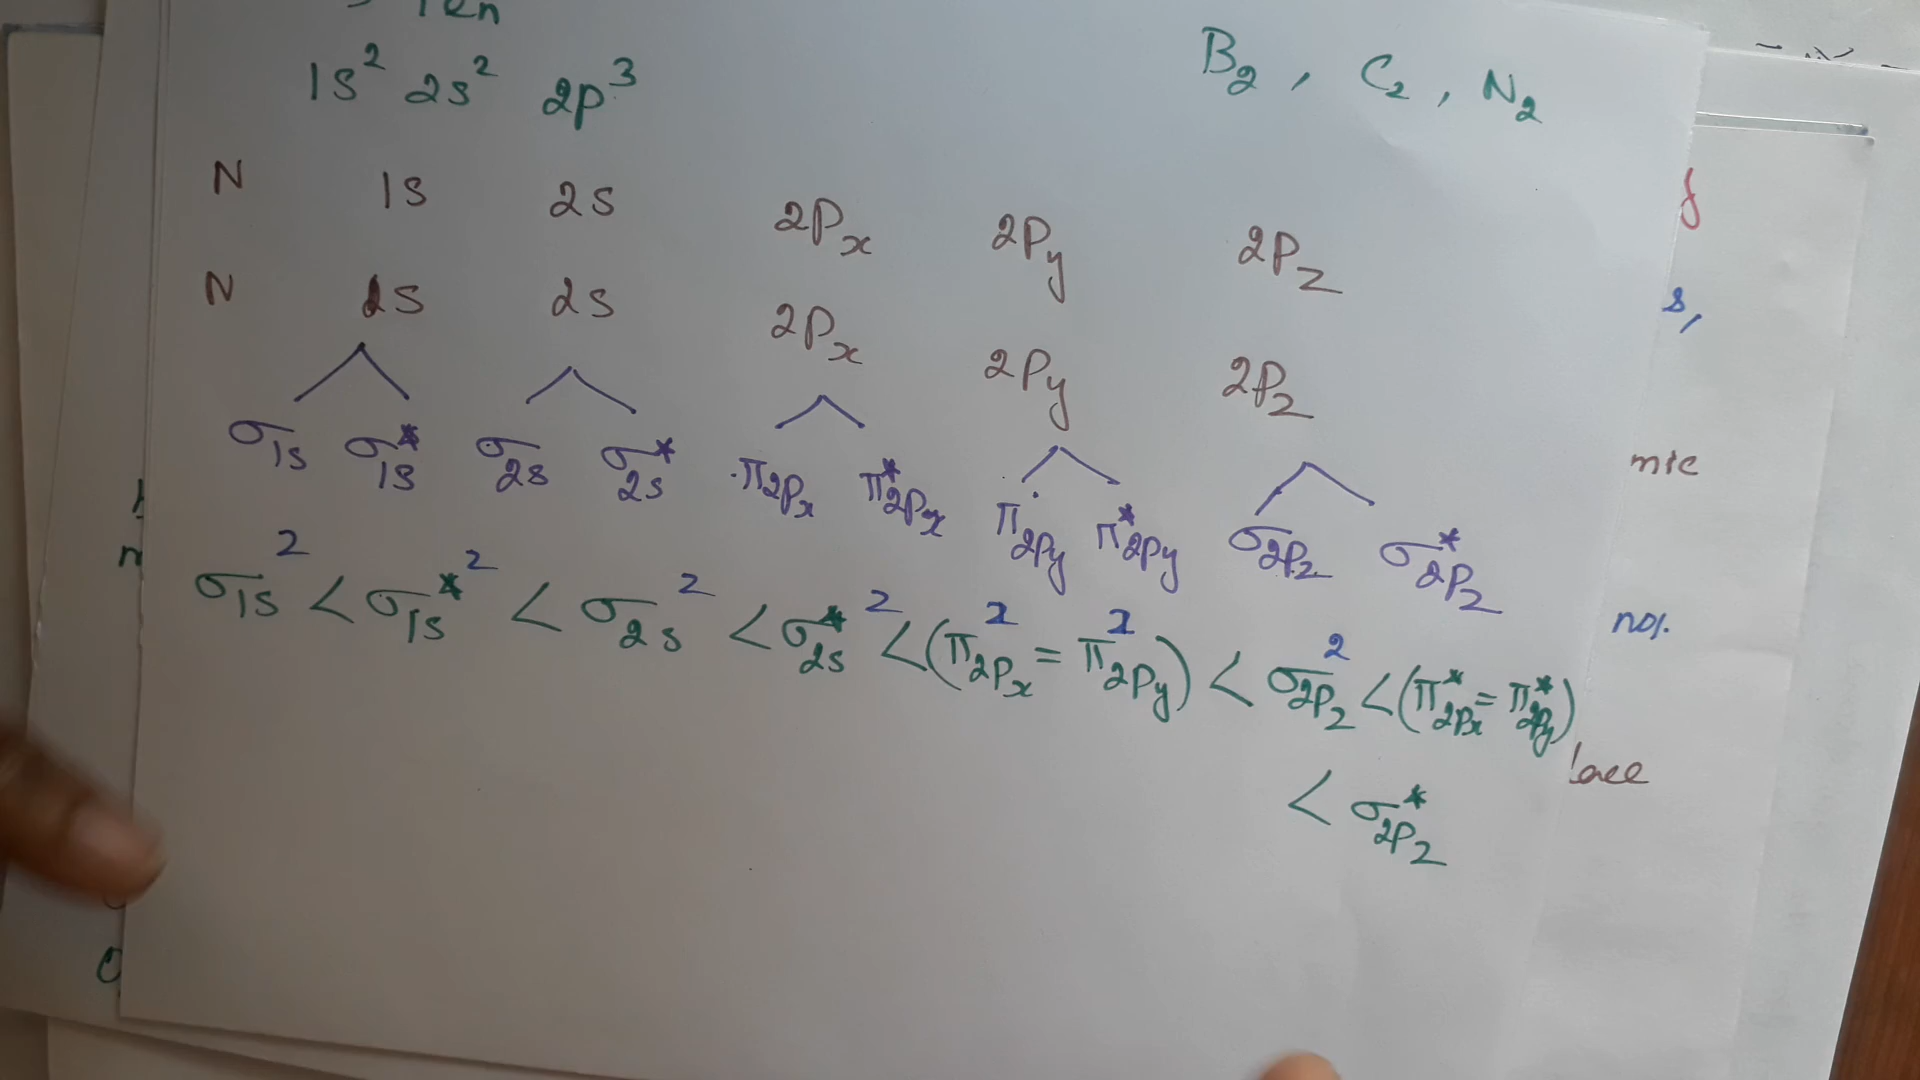 1s² 2s² 2p³
B₂, C₂, N₂
N 1s 2s 2Pₓ 2Py 2Pz
N 1s 2s 2Pₓ 2Py 2Pz
σ1s σ*1s σ2s σ*2s π2Px π*2Px π2Py π*2Py σ2Pz σ*2Pz
σ1s² < σ*1s² < σ2s² < σ*2s² < (π2Px² = π2Py²) < σ2Pz² < (π*2Px = π*2Py)
< σ*2Pz